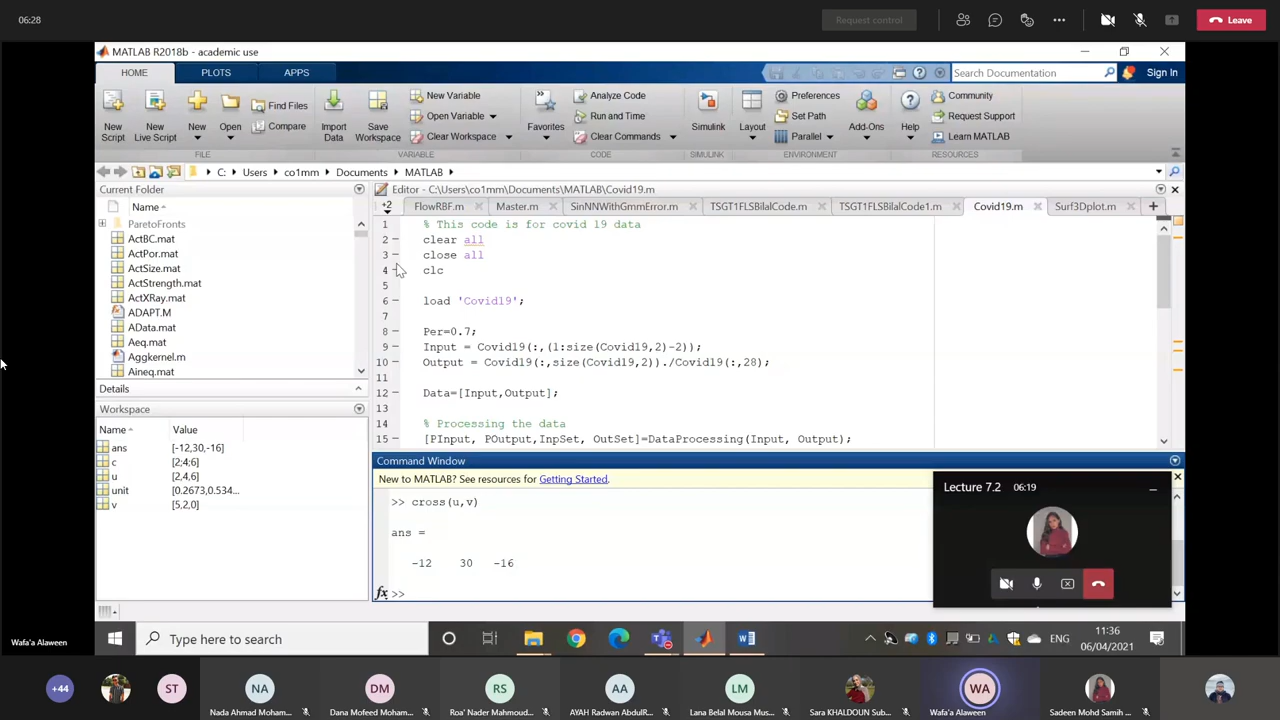 06:28
Request control
Leave
MATLAB R2018b - academic use
HOME
PLOTS
APPS
Search Documentation
Sign In
New Script
New Live Script
New
Open
Find Files
Compare
Import Data
Save Workspace
New Variable
Open Variable
Clear Workspace
Favorites
Analyze Code
Run and Time
Clear Commands
Simulink
Layout
Preferences
Set Path
Parallel
Add-Ons
Help
Community
Request Support
Learn MATLAB
FILE
VARIABLE
CODE
SIMULINK
ENVIRONMENT
RESOURCES
C: Users co1mm Documents MATLAB
Current Folder
Name
ParetoFronts
ActBC.mat
ActPor.mat
ActSize.mat
ActStrength.mat
ActXRay.mat
ADAPT.M
AData.mat
Aeq.mat
Aggkernel.m
Aineq.mat
Details
Workspace
Name Value
ans [-12,30,-16]
c [2,4,6]
u [2,4,6]
unit [0.2673,0.534...
v [5,2,0]
Editor - C:\Users\co1mm\Documents\MATLAB\Covid19.m
+2
FlowRBF.m
Master.m
SinNNWithGmmError.m
TSGT1FLSBilalCode.m
TSGT1FLSBilalCode1.m
Covid19.m
Surf3Dplot.m
1 % This code is for covid 19 data
2 clear all
3 close all
4 clc
5
6 load 'Covid19';
7
8 Per=0.7;
9 Input = Covid19(:,(1:size(Covid19,2)-2));
10 Output = Covid19(:,size(Covid19,2))./Covid19(:,28);
11
12 Data=[Input,Output];
13
14 % Processing the data
15 [PInput, POutput,InpSet, OutSet]=DataProcessing(Input, Output);
Command Window
New to MATLAB? See resources for Getting Started.
>> cross(u,v)
ans =
-12 30 -16
fx >>
Lecture 7.2 06:19
Wafa'a Alaween
Type here to search
ENG
11:36
06/04/2021
+44
ST
NA
DM
RS
AA
LM
WA
Nada Ahmad Moham...
Dana Mofeed Moham...
Roa' Nader Mahmoud...
AYAH Radwan AbdulR...
Lana Belal Mousa Mus...
Sara KHALDOUN Sub...
Wafa'a Alaween
Sadeen Mohd Samih ...